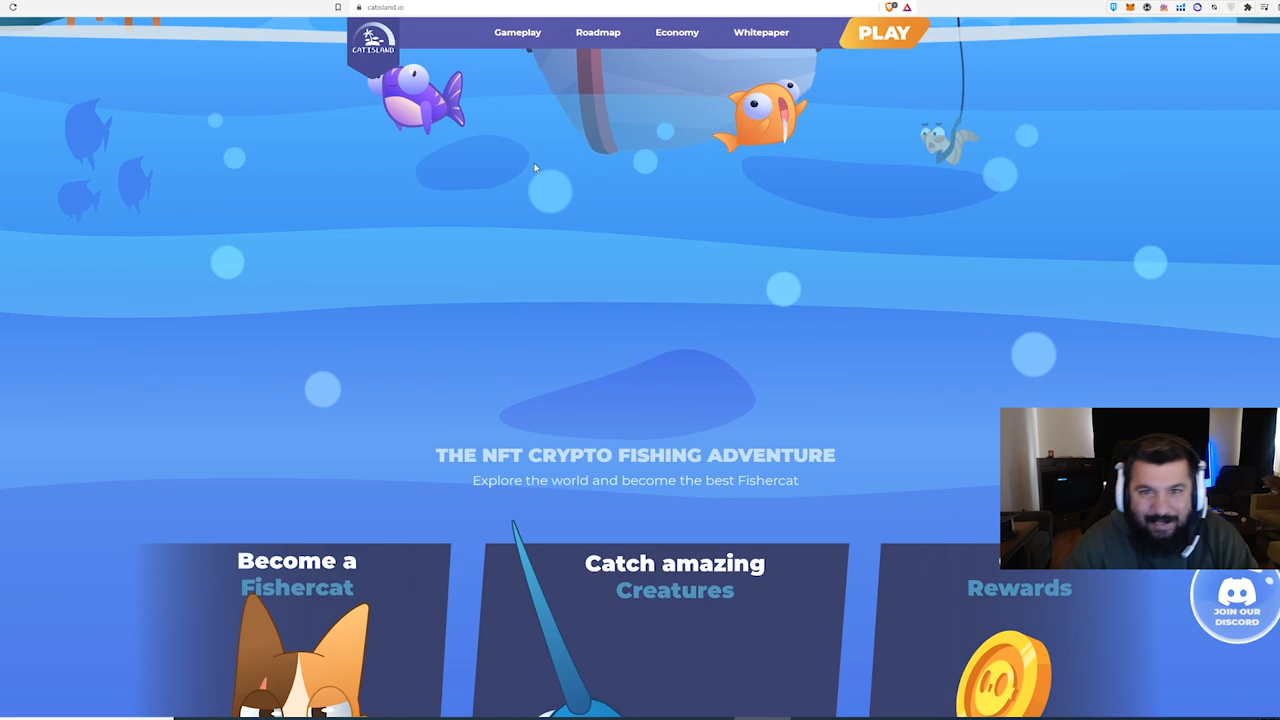 catisland.io
CATISLAND
Gameplay
Roadmap
Economy
Whitepaper
PLAY
THE NFT CRYPTO FISHING ADVENTURE
Explore the world and become the best Fishercat
Become a
Fishercat
Catch amazing
Creatures
Rewards
JOIN OUR
DISCORD